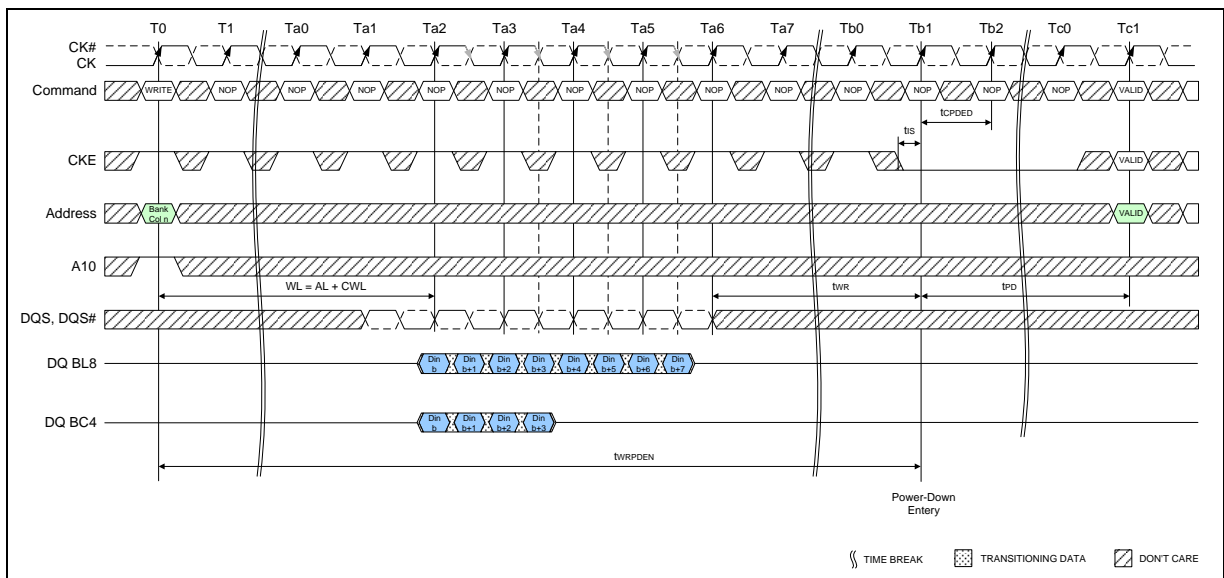 T0 T1 Ta0 Ta1 Ta2 Ta3 Ta4 Ta5 Ta6 Ta7 Tb0 Tb1 Tb2 Tc0 Tc1
CK#
CK
Command WRITE NOP NOP NOP NOP NOP NOP NOP NOP NOP NOP NOP NOP NOP VALID
tCPDED
tIS
CKE VALID
Address Bank Col n VALID
A10
WL = AL + CWL tWR tPD
DQS, DQS#
DQ BL8 Din b Din b+1 Din b+2 Din b+3 Din b+4 Din b+5 Din b+6 Din b+7
DQ BC4 Din b Din b+1 Din b+2 Din b+3
tWRPDEN
Power-Down
Entery
TIME BREAK TRANSITIONING DATA DON'T CARE